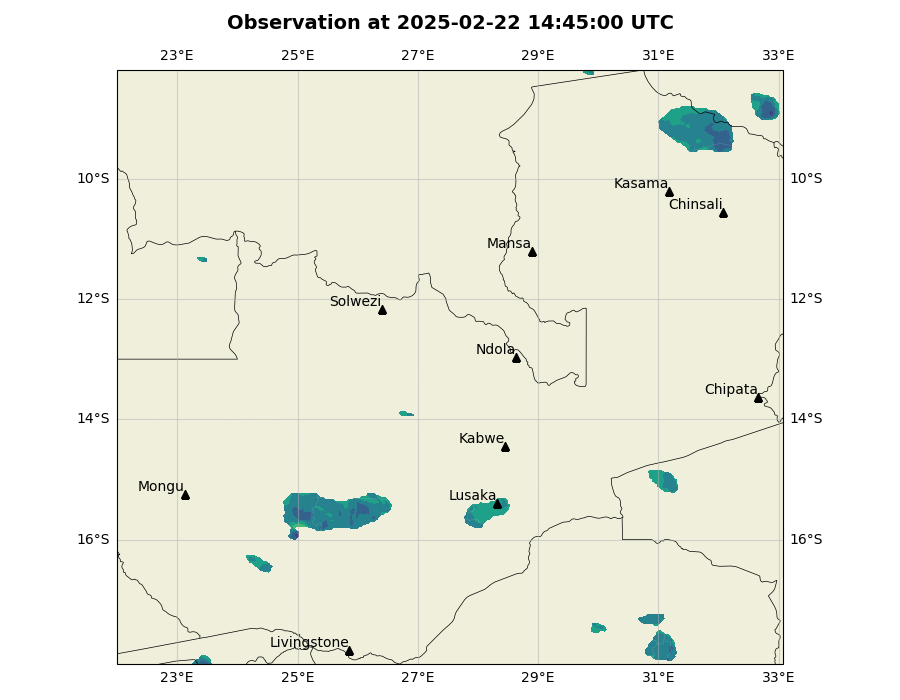 Observation at 2025-02-22 14:45:00 UTC
23°E 25°E 27°E 29°E 31°E 33°E
10°S 10°S
Kasama
Chinsali
Mansa
12°S 12°S
Solwezi
Ndola
Chipata
14°S 14°S
Kabwe
Mongu
Lusaka
16°S 16°S
Livingstone
23°E 25°E 27°E 29°E 31°E 33°E